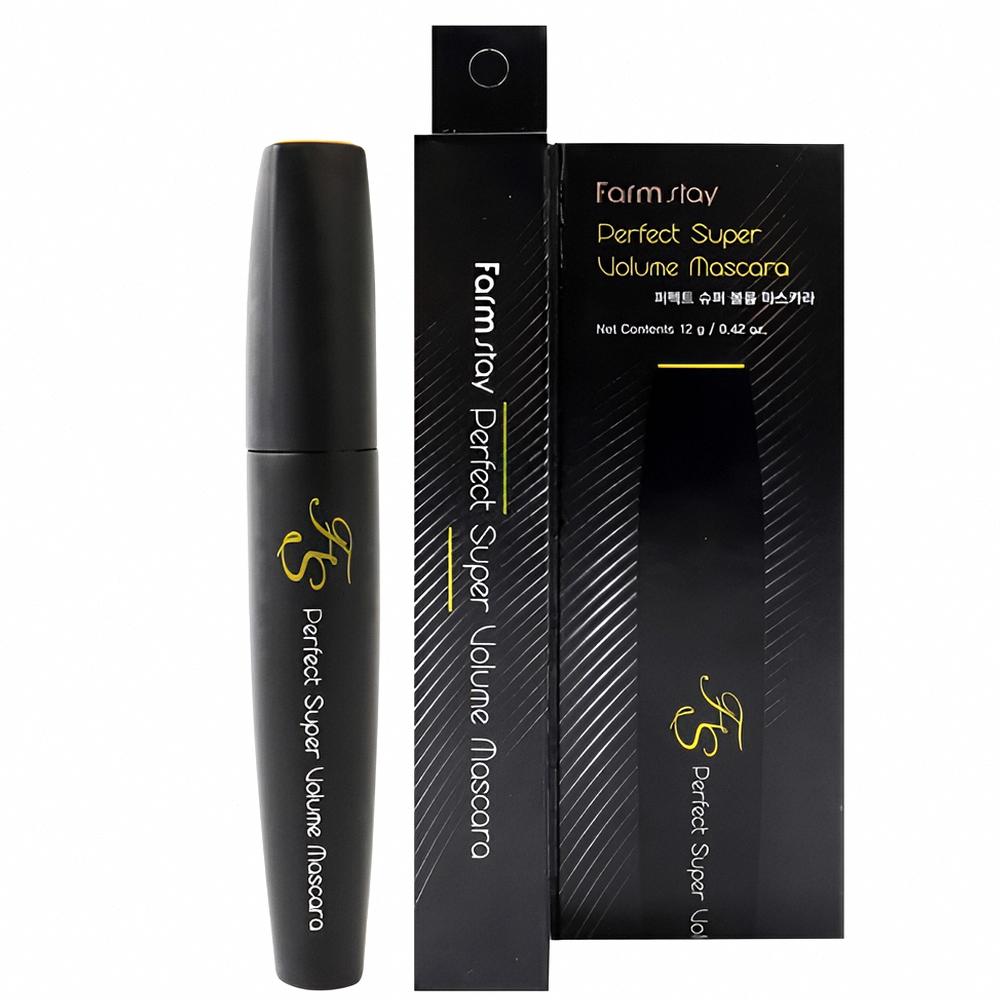 FS
Perfect Super Volume Mascara
Farmstay Perfect Super Volume Mascara
Farmstay
Perfect Super
Volume Mascara
퍼펙트 슈퍼 볼륨 마스카라
Net Contents 12 g / 0.42 oz.
FS
Perfect Super Vol